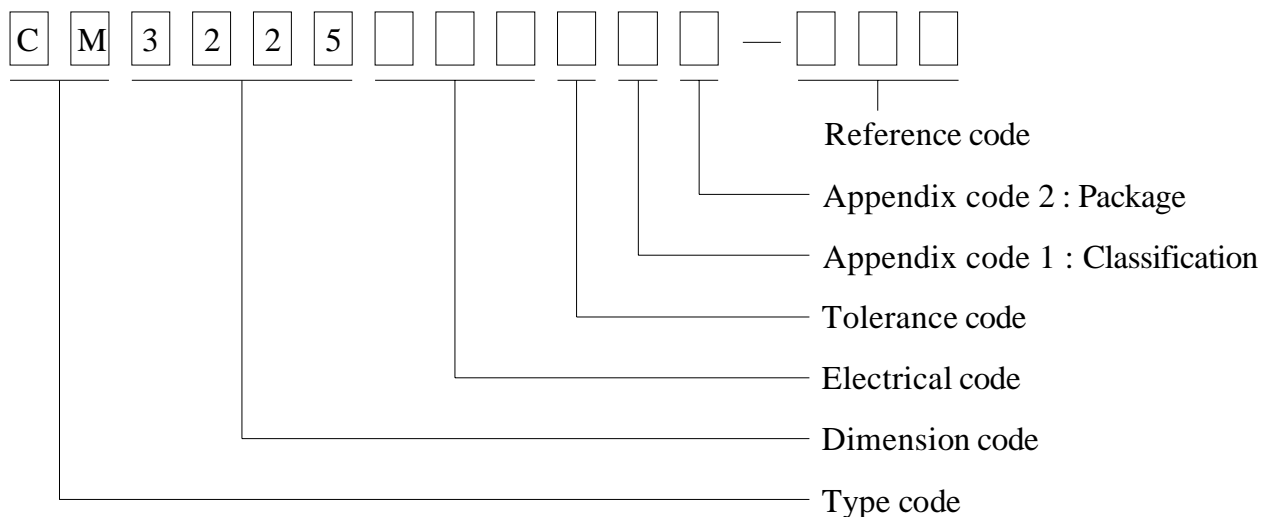 C M 3 2 2 5 —
Reference code
Appendix code 2 : Package
Appendix code 1 : Classification
Tolerance code
Electrical code
Dimension code
Type code